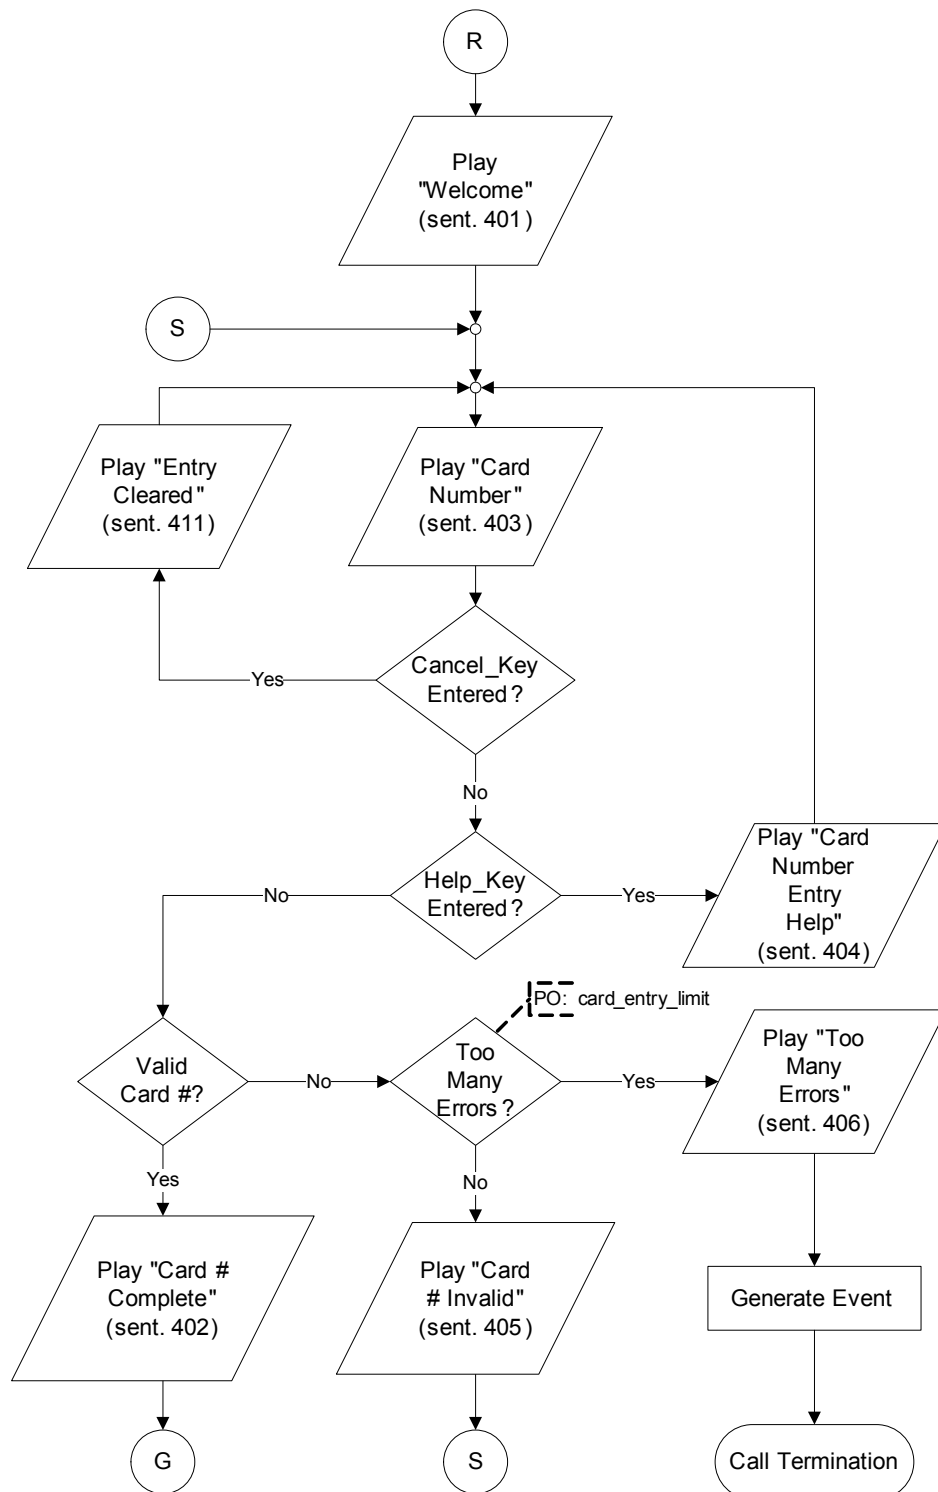 R
Play
"Welcome"
(sent. 401)
S
Play "Entry
Cleared"
(sent. 411)
Play "Card
Number"
(sent. 403)
Cancel_Key
Entered?
Yes
No
Help_Key
Entered?
No
Yes
Play "Card
Number
Entry
Help"
(sent. 404)
PO: card_entry_limit
Valid
Card #?
No
Too
Many
Errors?
Yes
Play "Too
Many
Errors"
(sent. 406)
Yes
No
Play "Card #
Complete"
(sent. 402)
Play "Card
# Invalid"
(sent. 405)
Generate Event
G
S
Call Termination